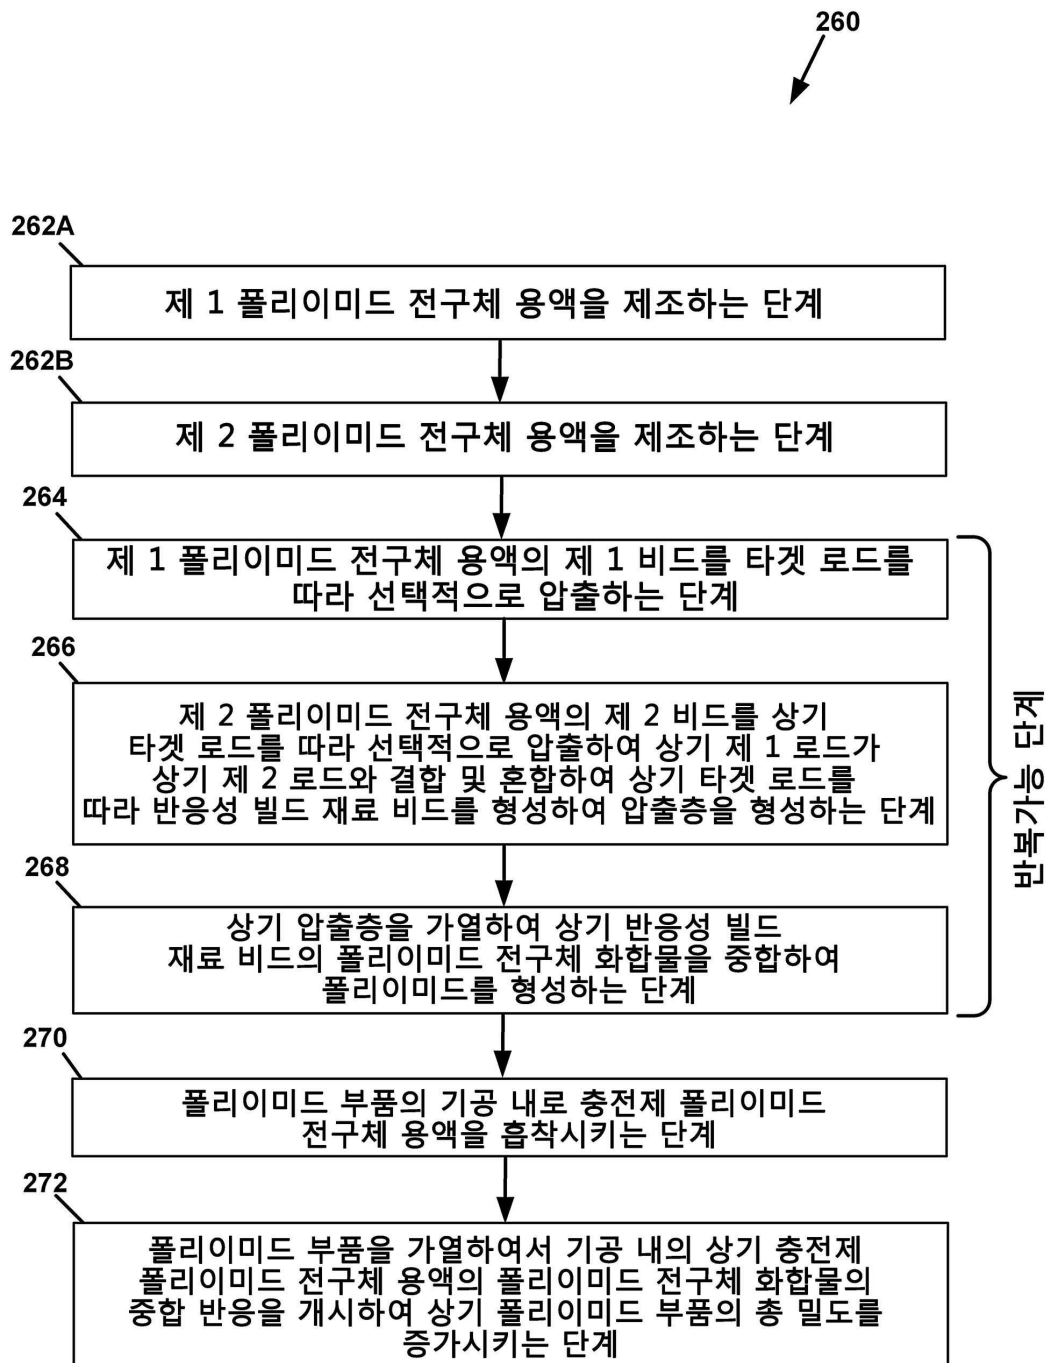 260
262A
제 1 폴리이미드 전구체 용액을 제조하는 단계
262B
제 2 폴리이미드 전구체 용액을 제조하는 단계
264
제 1 폴리이미드 전구체 용액의 제 1 비드를 타겟 로드를
따라 선택적으로 압출하는 단계
266
제 2 폴리이미드 전구체 용액의 제 2 비드를 상기
타겟 로드를 따라 선택적으로 압출하여 상기 제 1 로드가
상기 제 2 로드와 결합 및 혼합하여 상기 타겟 로드를
따라 반응성 빌드 재료 비드를 형성하여 압출층을 형성하는 단계
268
상기 압출층을 가열하여 상기 반응성 빌드
재료 비드의 폴리이미드 전구체 화합물을 중합하여
폴리이미드를 형성하는 단계
반복가능 단계
270
폴리이미드 부품의 기공 내로 충전제 폴리이미드
전구체 용액을 흡착시키는 단계
272
폴리이미드 부품을 가열하여서 기공 내의 상기 충전제
폴리이미드 전구체 용액의 폴리이미드 전구체 화합물의
중합 반응을 개시하여 상기 폴리이미드 부품의 총 밀도를
증가시키는 단계